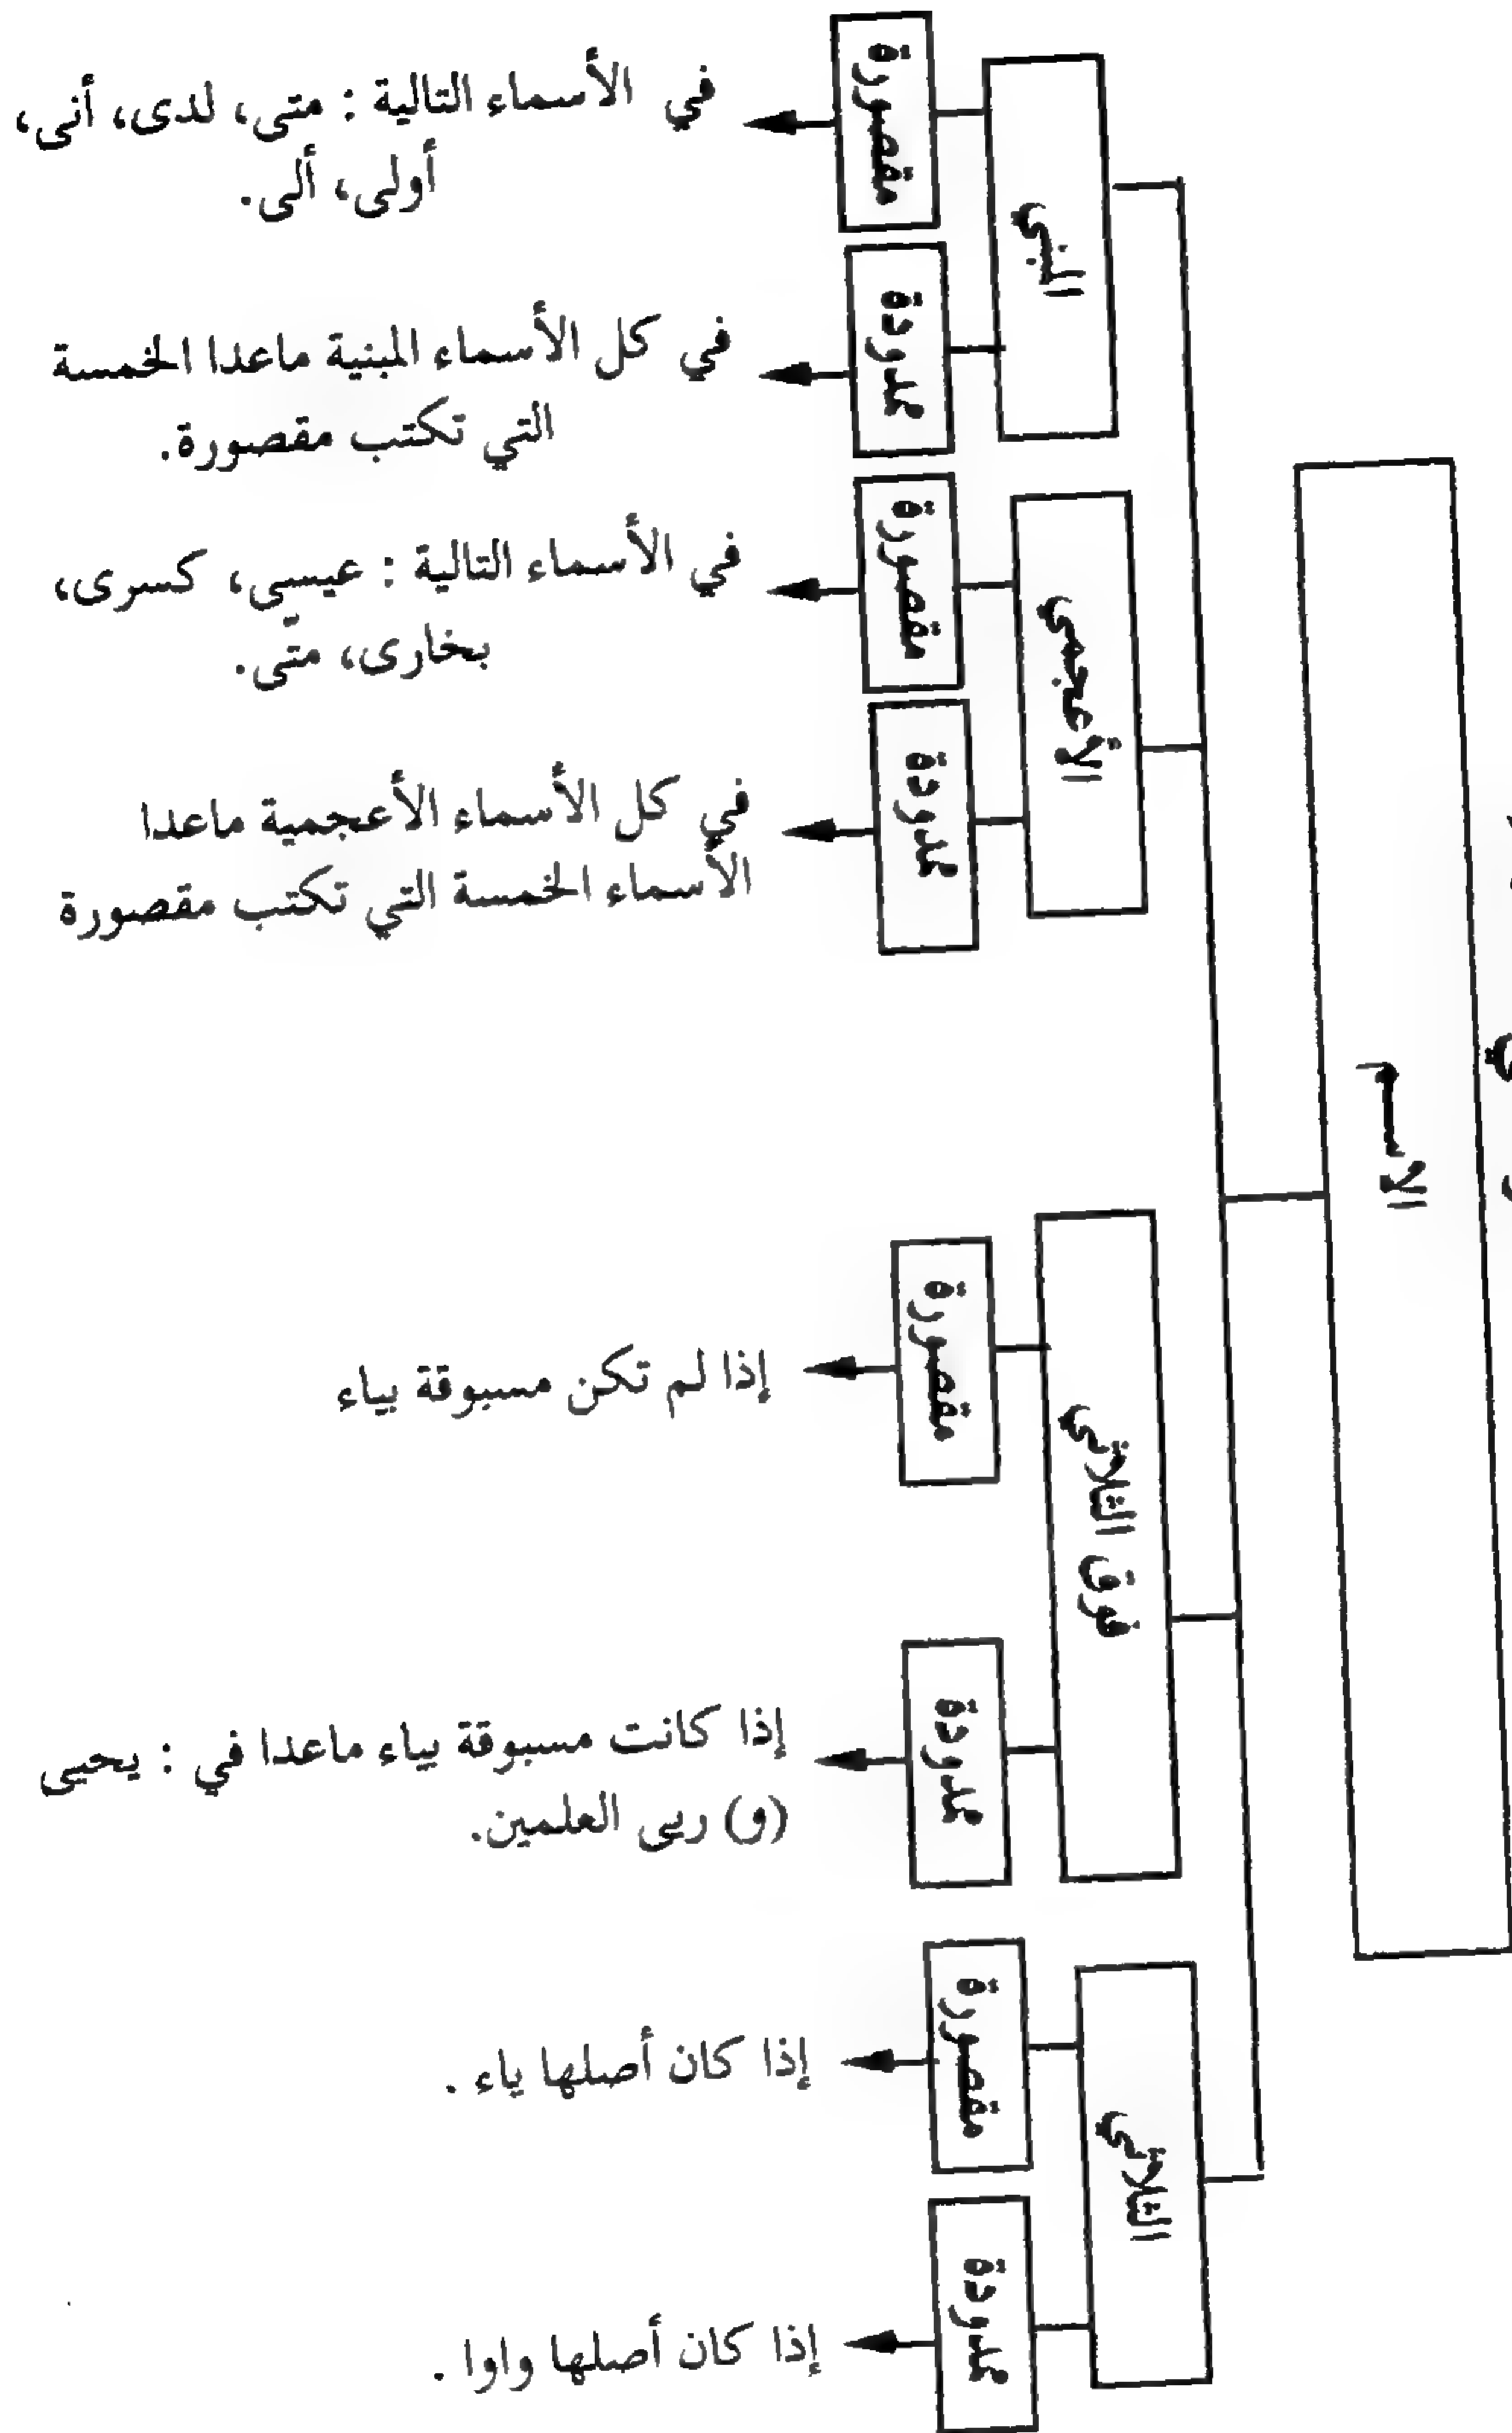 الاسم
المبني
مقصورة
في الأسماء التالية : متى، لدى، أنى،
أولى، ألى.
ممدودة
في كل الأسماء المبنية ماعدا الخمسة
التي تكتب مقصورة.
الأعجمي
مقصورة
في الأسماء التالية : عيسى، كسرى،
بخارى، متّى.
ممدودة
في كل الأسماء الأعجمية ماعدا
الأسماء الخمسة التي تكتب مقصورة
فوق الثلاثي
مقصورة
إذا لم تكن مسبوقة بياء
ممدودة
إذا كانت مسبوقة بياء ماعدا في : يحيى
(و) ربى العلمين.
الثلاثي
مقصورة
إذا كان أصلها ياء .
ممدودة
إذا كان أصلها واوا .